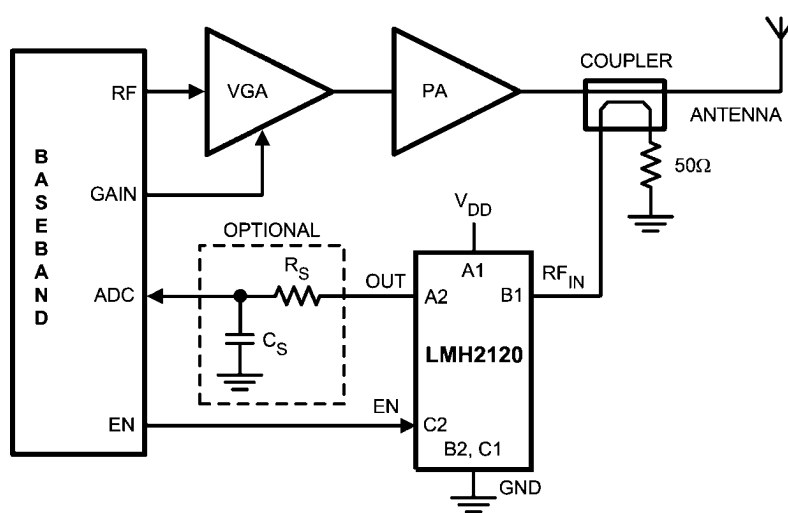 COUPLER
RF
VGA
PA
ANTENNA
50Ω
BASEBAND
GAIN
VDD
OPTIONAL
RS
OUT
A1
RFIN
ADC
A2
B1
CS
LMH2120
EN
EN
C2
B2, C1
GND